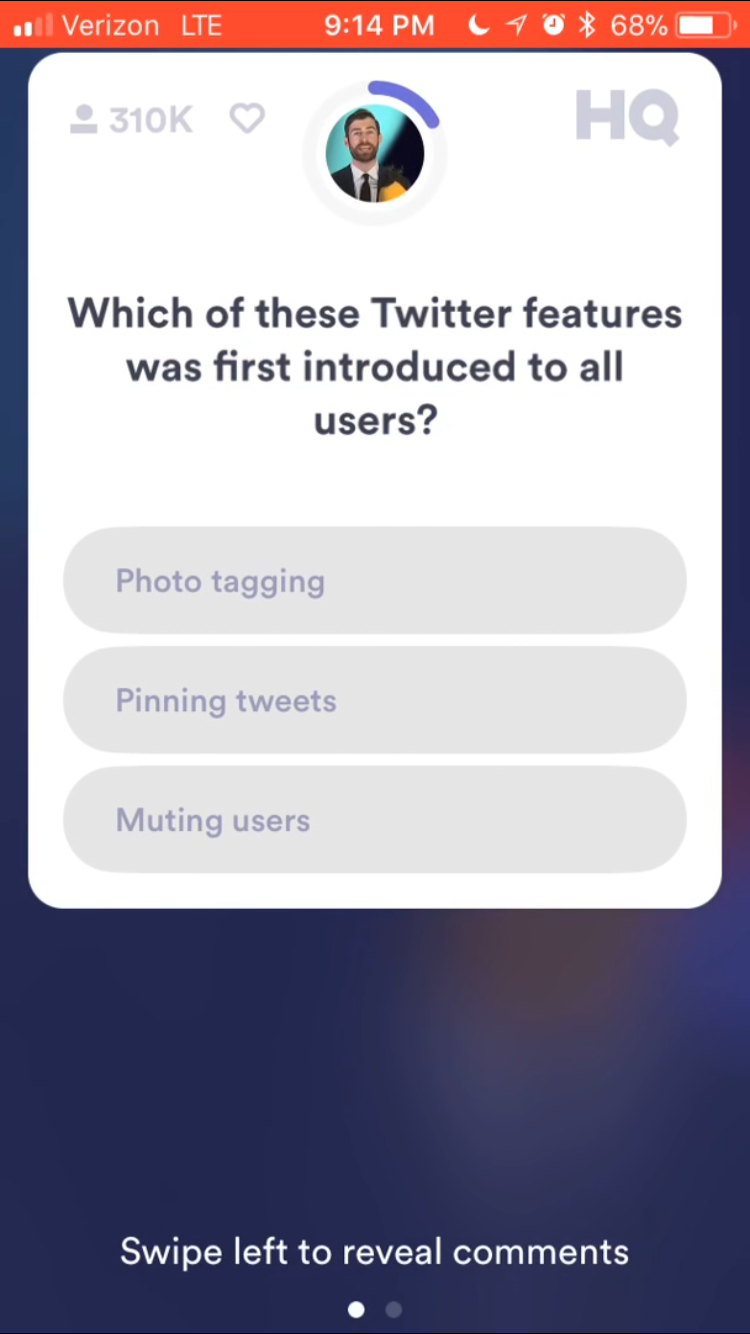 Verizon LTE 9:14 PM 68%
310K HQ
Which of these Twitter features
was first introduced to all
users?
Photo tagging
Pinning tweets
Muting users
Swipe left to reveal comments